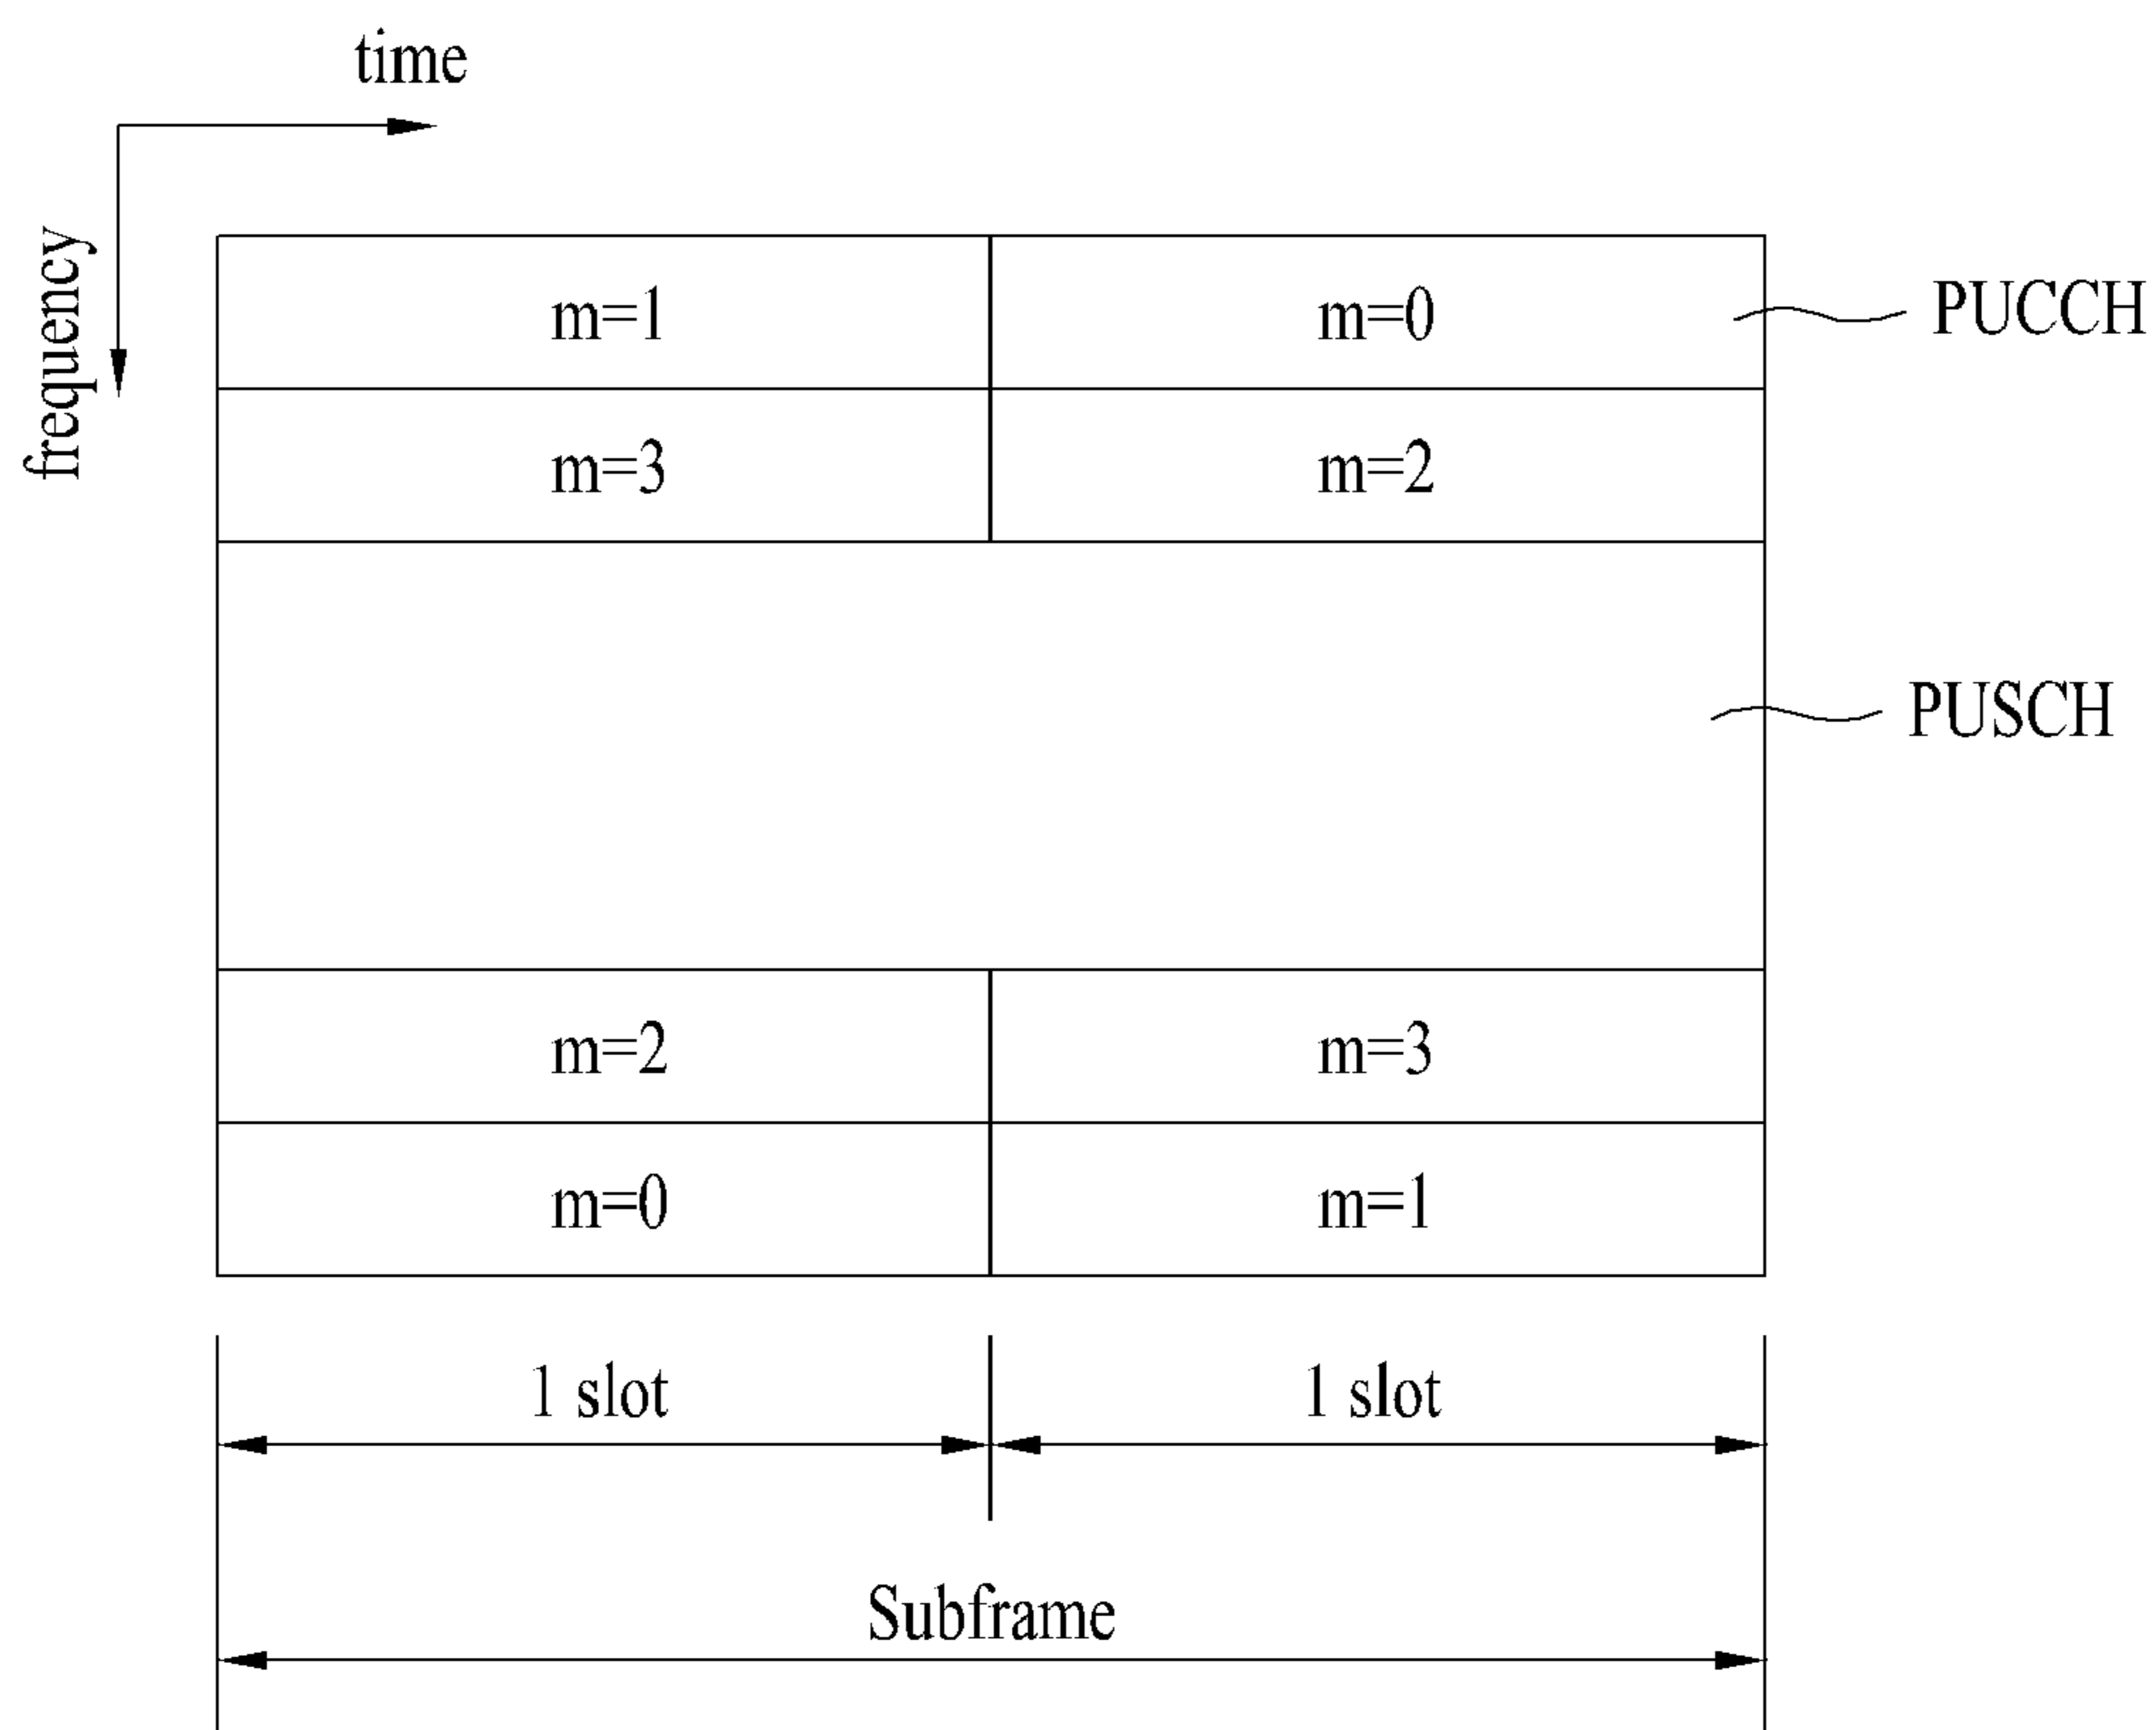 time
frequency
m=1
m=0
PUCCH
m=3
m=2
PUSCH
m=2
m=3
m=0
m=1
1 slot
1 slot
Subframe